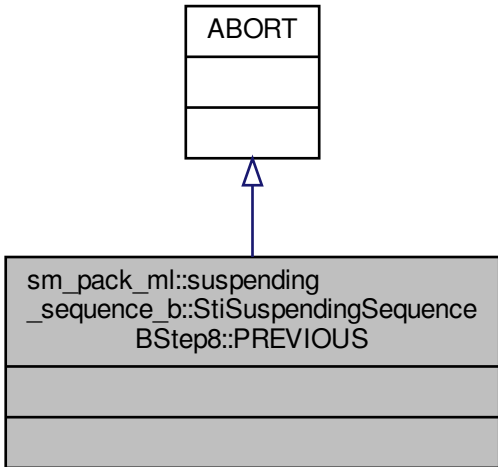 ABORT
sm_pack_ml::suspending
_sequence_b::StiSuspendingSequence
BStep8::PREVIOUS